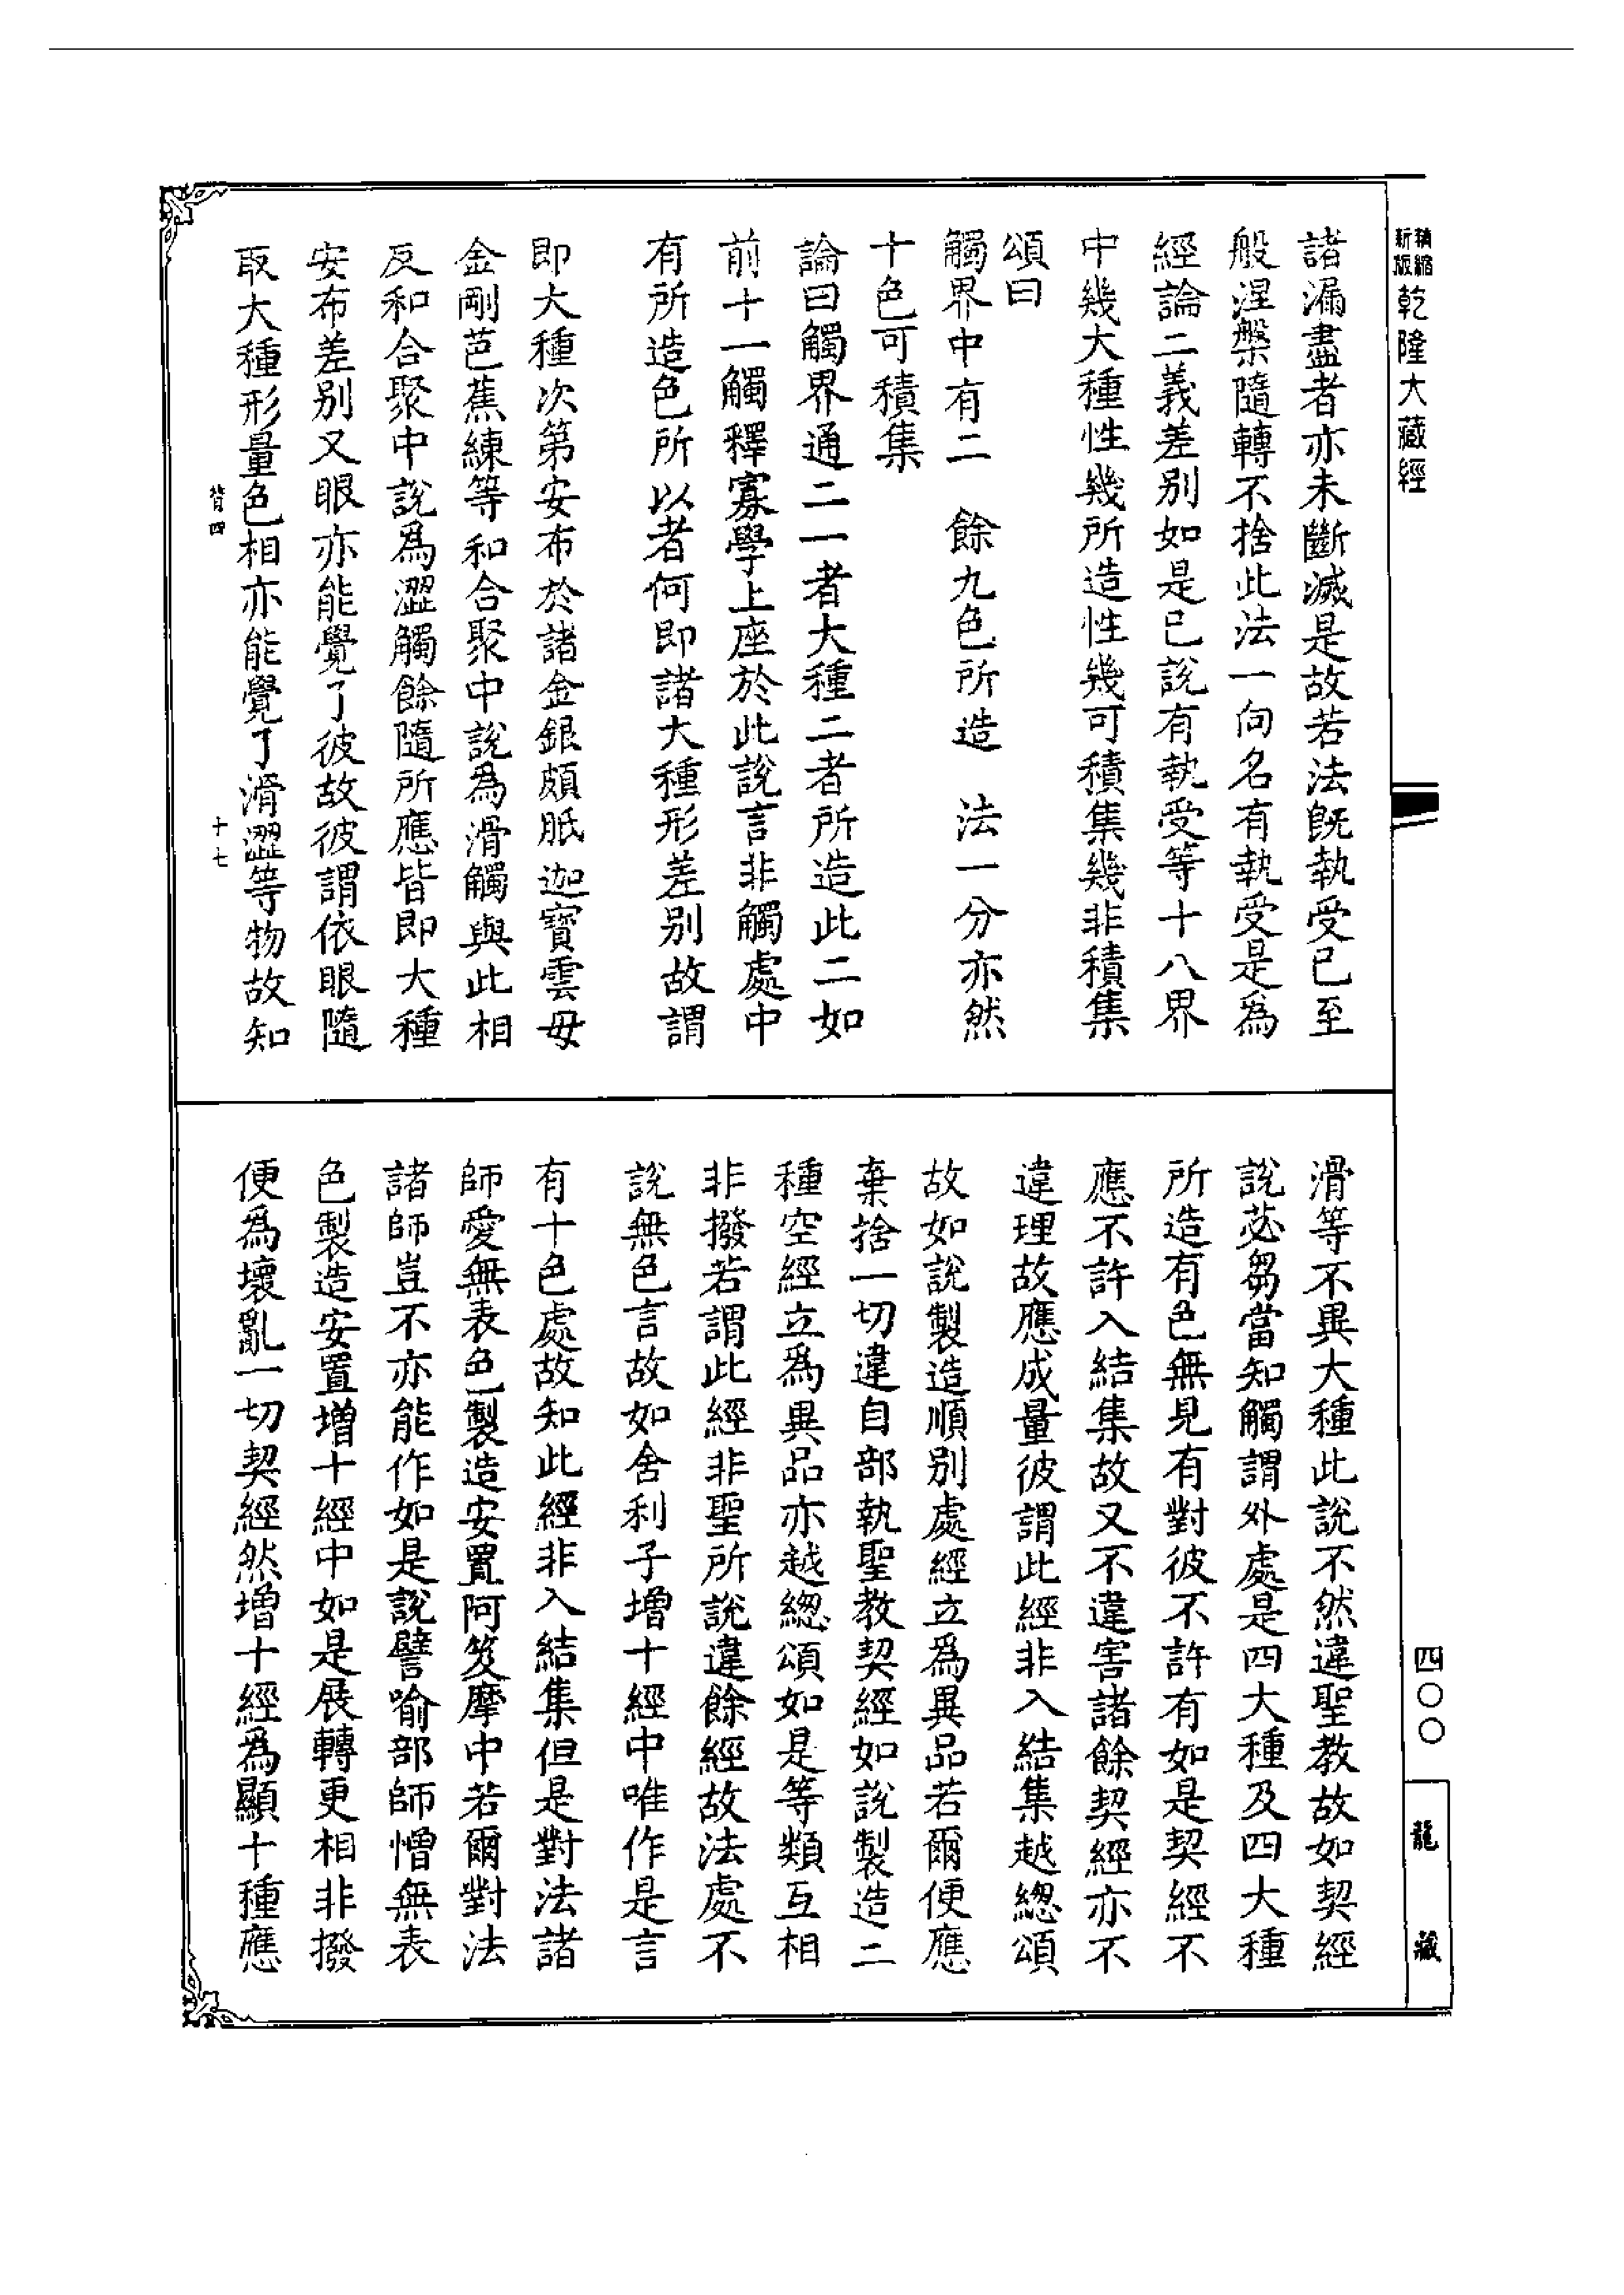 新版精縮乾隆大藏經
諸漏盡者亦未斷滅是故若法旣執受已至
般涅槃隨轉不捨此法一向名有執受是爲
經論二義差別如是已說有執受等十八界
中幾大種性幾所造性幾可積集幾非積集
頌曰
觸界中有二　餘九色所造　法一分亦然
十色可積集
論曰觸界通二一者大種二者所造此二如
前十一觸釋寡學上座於此說言非觸處中
有所造色所以者何即諸大種形差別故謂
即大種次第安布於諸金銀頗胝迦寶雲母
金剛芭蕉練等和合聚中說爲滑觸與此相
反和合聚中說爲澀觸餘隨所應皆即大種
安布差別又眼亦能覺了彼故彼謂依眼隨
取大種形量色相亦能覺了滑澀等物故知
十七
滑等不異大種此說不然違聖教故如契經
說苾芻當知觸謂外處是四大種及四大種
所造有色無見有對彼不許有如是契經不
應不許入結集故又不違害諸餘契經亦不
違理故應成量彼謂此經非入結集越總頌
故如說製造順別處經立爲異品若爾便應
棄捨一切違自部執聖教契經如說製造二
種空經立爲異品亦越總頌如是等類互相
非撥若謂此經非聖所說違餘經故法處不
說無色言故如舍利子增十經中唯作是言
有十色處故知此經非入結集但是對法諸
師愛無表色製造安置阿笈摩中若爾對法
諸師豈不亦能作如是說譬喻部師憎無表
色製造安置增十經中如是展轉更相非撥
便爲壞亂一切契經然增十經爲顯十種應
四〇〇
龍藏